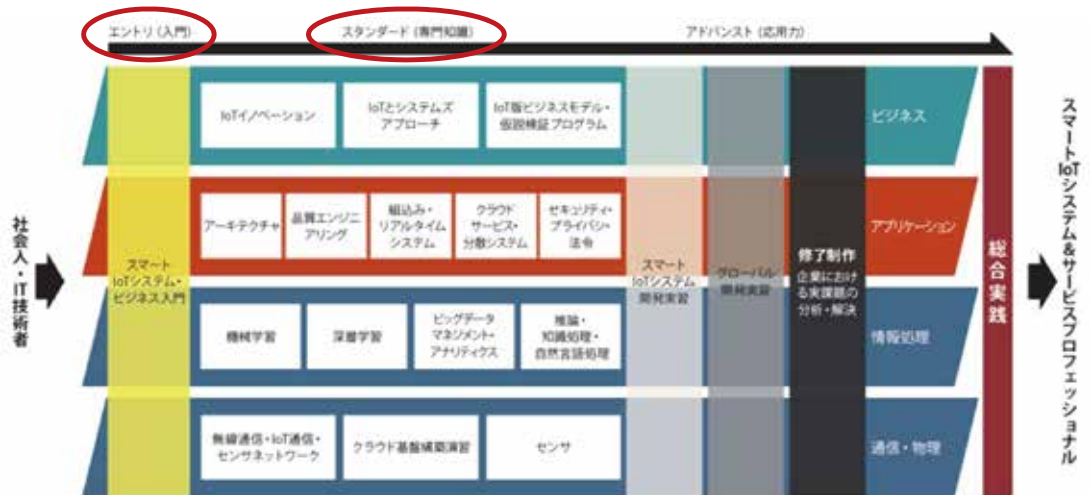 エントリ(入門)
スタンダード(専門知識)
アドバンスト(応用力)
社会人・IT技術者
スマート
IoTシステム・
ビジネス入門
IoTイノベーション
IoTとシステムズ
アプローチ
IoT版ビジネスモデル・
仮説検証プログラム
ビジネス
アーキテクチャ
品質エンジニ
アリング
組込み・
リアルタイム
システム
クラウド
サービス・
分散システム
セキュリティ・
プライバシ・
法令
アプリケーション
機械学習
深層学習
ビッグデータ
マネジメント・
アナリティクス
推論・
知識処理・
自然言語処理
情報処理
無線通信・IoT通信・
センサネットワーク
クラウド基盤構築演習
センサ
通信・物理
スマート
IoTシステム
開発実習
グローバル
開発実習
修了制作
企業におけ
る実課題の
分析・解決
総合実践
スマートIoTシステム&サービスプロフェッショナル